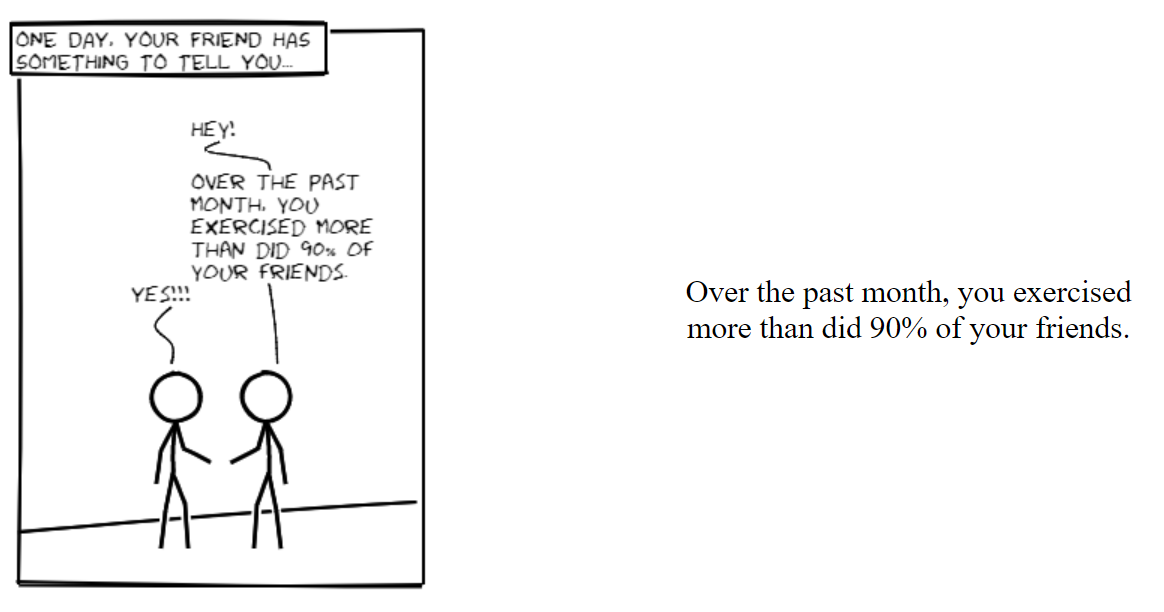 ONE DAY, YOUR FRIEND HAS
SOMETHING TO TELL YOU...
HEY!
OVER THE PAST
MONTH, YOU
EXERCISED MORE
THAN DID 90% OF
YOUR FRIENDS.
YES!!!
Over the past month, you exercised
more than did 90% of your friends.